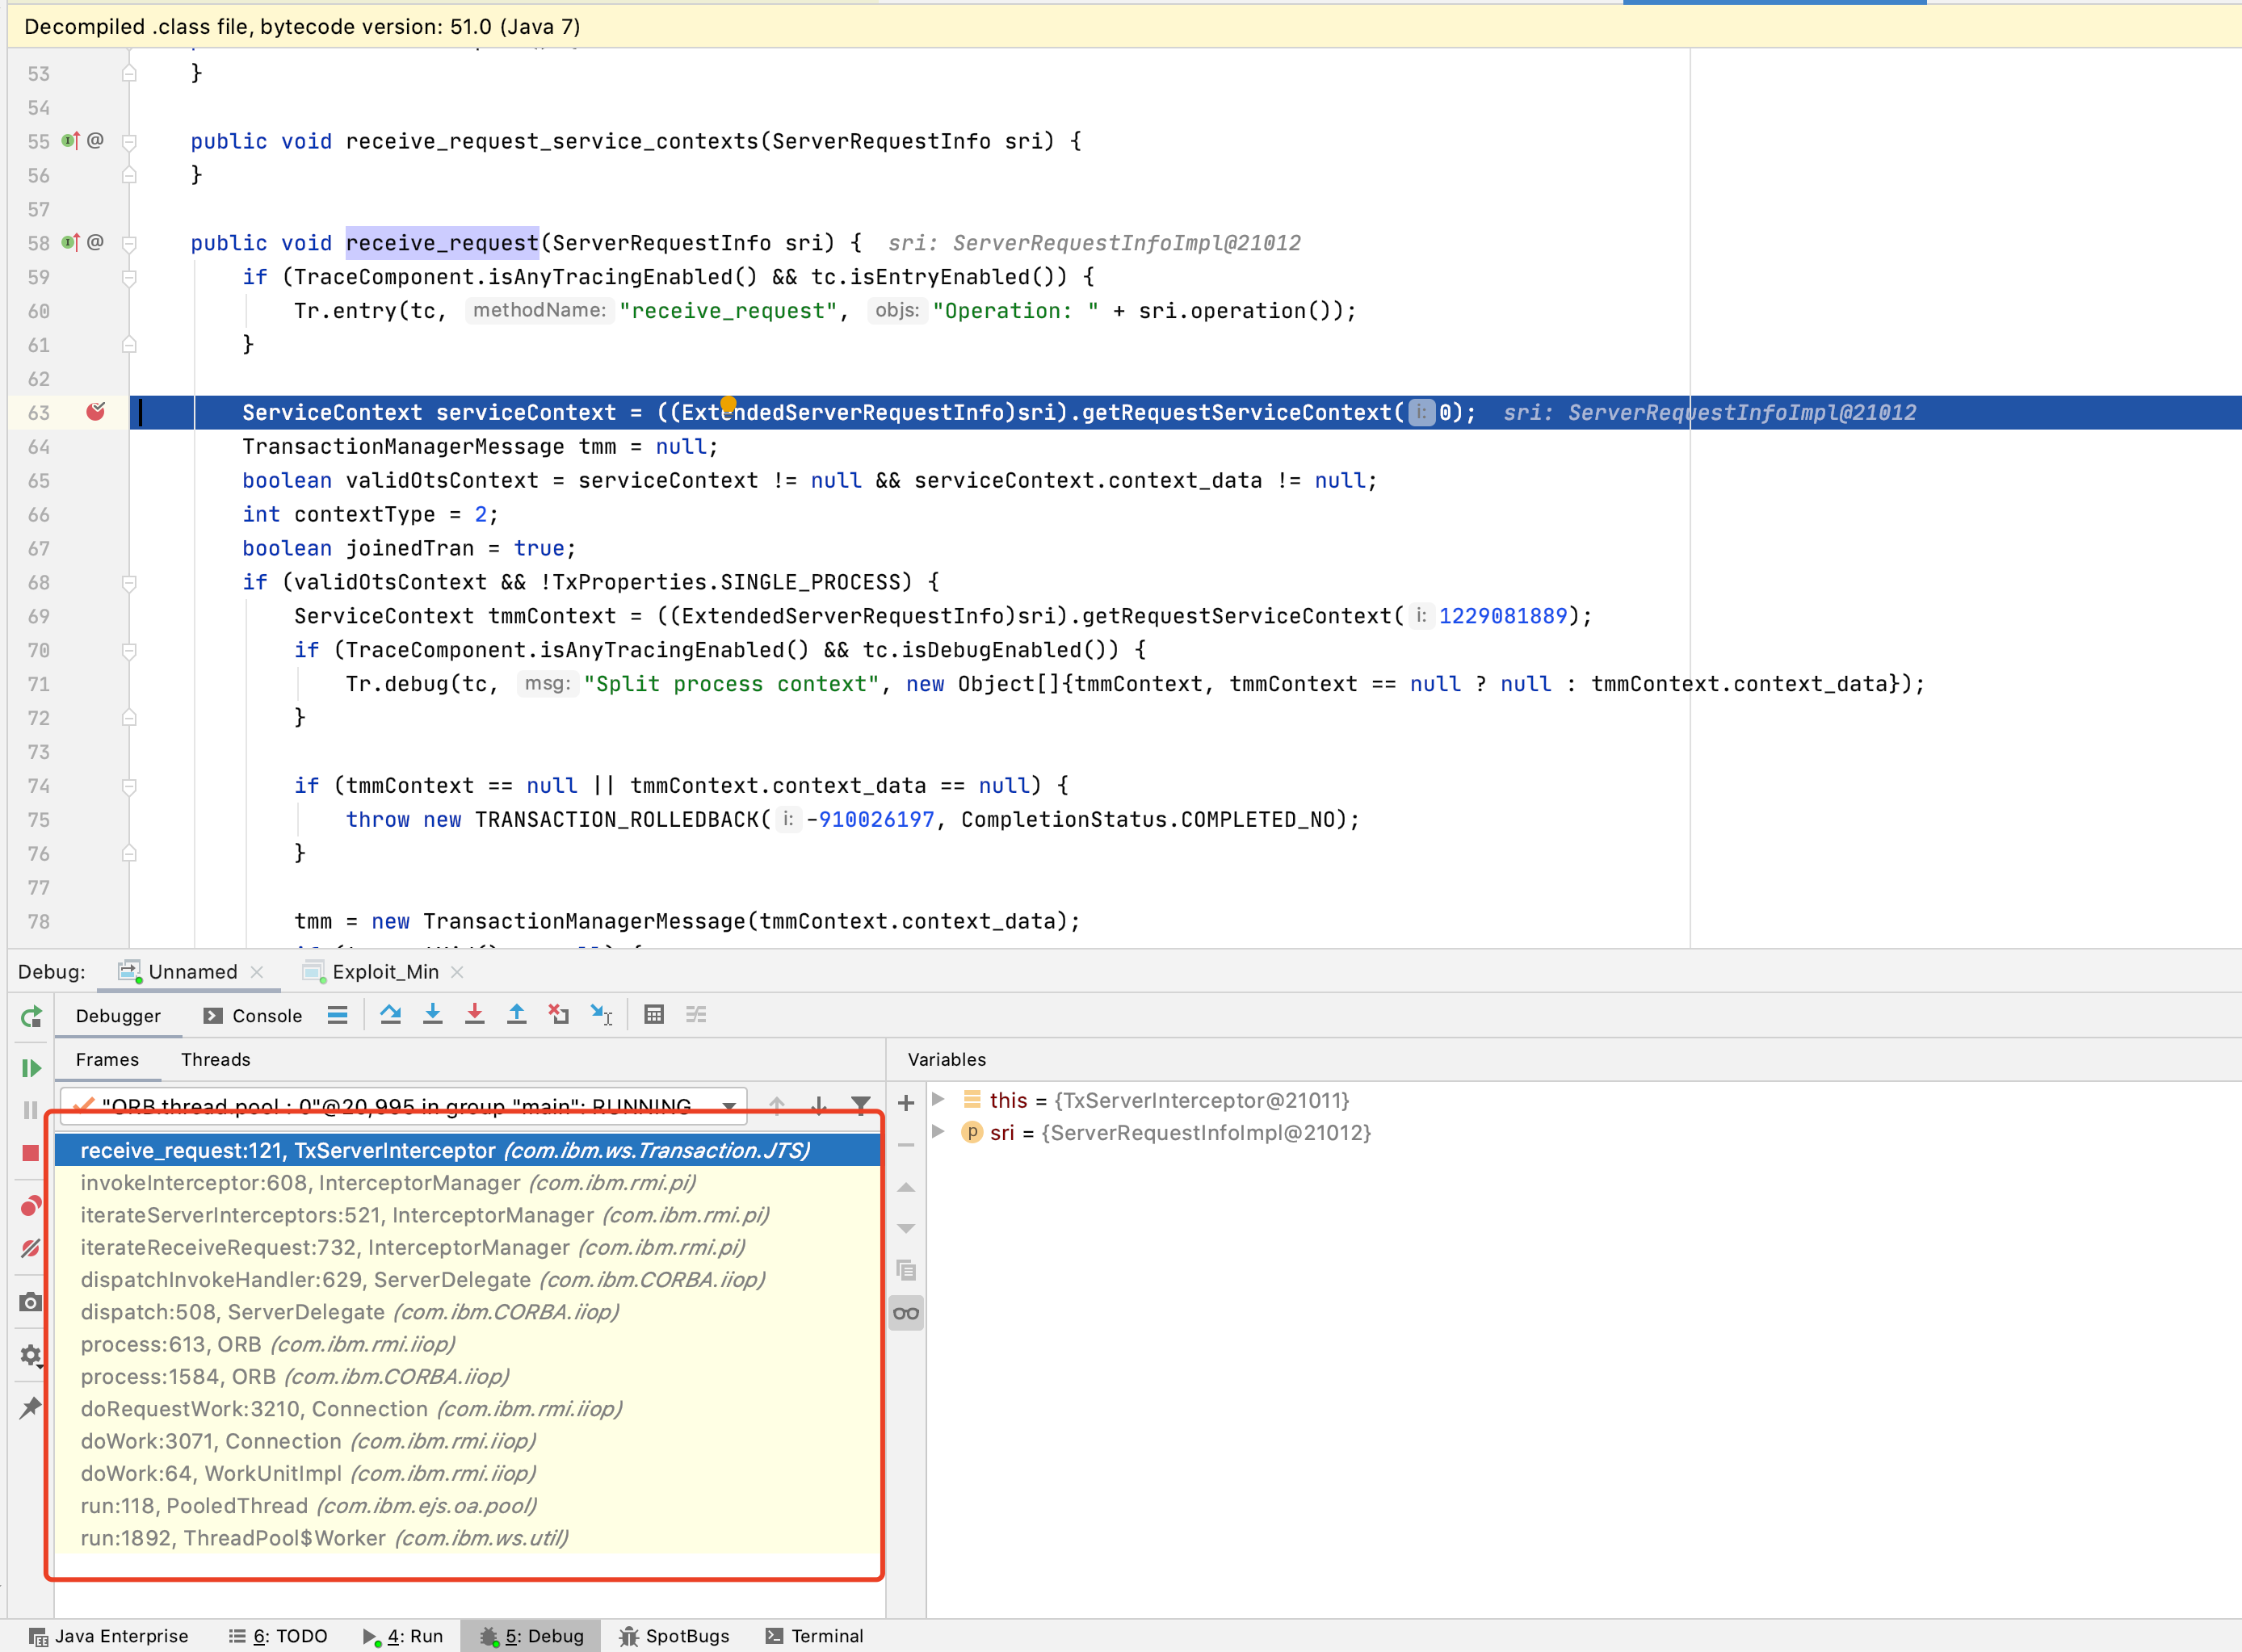 Decompiled .class file, bytecode version: 51.0 (Java 7)
53 }
54
55 @ public void receive_request_service_contexts(ServerRequestInfo sri) {
56 }
57
58 @ public void receive_request(ServerRequestInfo sri) { sri: ServerRequestInfoImpl@21012
59 if (TraceComponent.isAnyTracingEnabled() && tc.isEntryEnabled()) {
60 Tr.entry(tc, methodName: "receive_request", objs: "Operation: " + sri.operation());
61 }
62
63 ServiceContext serviceContext = ((ExtendedServerRequestInfo)sri).getRequestServiceContext( i: 0); sri: ServerRequestInfoImpl@21012
64 TransactionManagerMessage tmm = null;
65 boolean validOtsContext = serviceContext != null && serviceContext.context_data != null;
66 int contextType = 2;
67 boolean joinedTran = true;
68 if (validOtsContext && !TxProperties.SINGLE_PROCESS) {
69 ServiceContext tmmContext = ((ExtendedServerRequestInfo)sri).getRequestServiceContext( i: 1229081889);
70 if (TraceComponent.isAnyTracingEnabled() && tc.isDebugEnabled()) {
71 Tr.debug(tc, msg: "Split process context", new Object[]{tmmContext, tmmContext == null ? null : tmmContext.context_data});
72 }
73
74 if (tmmContext == null || tmmContext.context_data == null) {
75 throw new TRANSACTION_ROLLEDBACK( i: -910026197, CompletionStatus.COMPLETED_NO);
76 }
77
78 tmm = new TransactionManagerMessage(tmmContext.context_data);
Debug: Unnamed Exploit_Min
Debugger Console
Frames Threads Variables
"ORB.thread.pool : 0"@20,995 in group "main": RUNNING
this = {TxServerInterceptor@21011}
sri = {ServerRequestInfoImpl@21012}
receive_request:121, TxServerInterceptor (com.ibm.ws.Transaction.JTS)
invokeInterceptor:608, InterceptorManager (com.ibm.rmi.pi)
iterateServerInterceptors:521, InterceptorManager (com.ibm.rmi.pi)
iterateReceiveRequest:732, InterceptorManager (com.ibm.rmi.pi)
dispatchInvokeHandler:629, ServerDelegate (com.ibm.CORBA.iiop)
dispatch:508, ServerDelegate (com.ibm.CORBA.iiop)
process:613, ORB (com.ibm.rmi.iiop)
process:1584, ORB (com.ibm.CORBA.iiop)
doRequestWork:3210, Connection (com.ibm.rmi.iiop)
doWork:3071, Connection (com.ibm.rmi.iiop)
doWork:64, WorkUnitImpl (com.ibm.rmi.iiop)
run:118, PooledThread (com.ibm.ejs.oa.pool)
run:1892, ThreadPool$Worker (com.ibm.ws.util)
Java Enterprise 6: TODO 4: Run 5: Debug SpotBugs Terminal